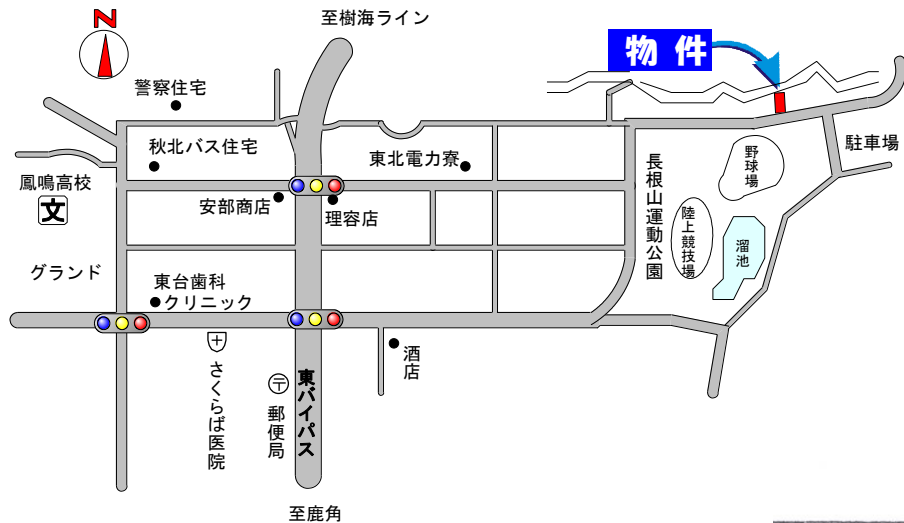 N
至樹海ライン
物件
警察住宅
秋北バス住宅
東北電力寮
駐車場
野球場
鳳鳴高校
文
安部商店
理容店
長根山運動公園
陸上競技場
溜池
グランド
東台歯科
クリニック
さくらば医院
〒
郵便局
東バイパス
酒店
至鹿角